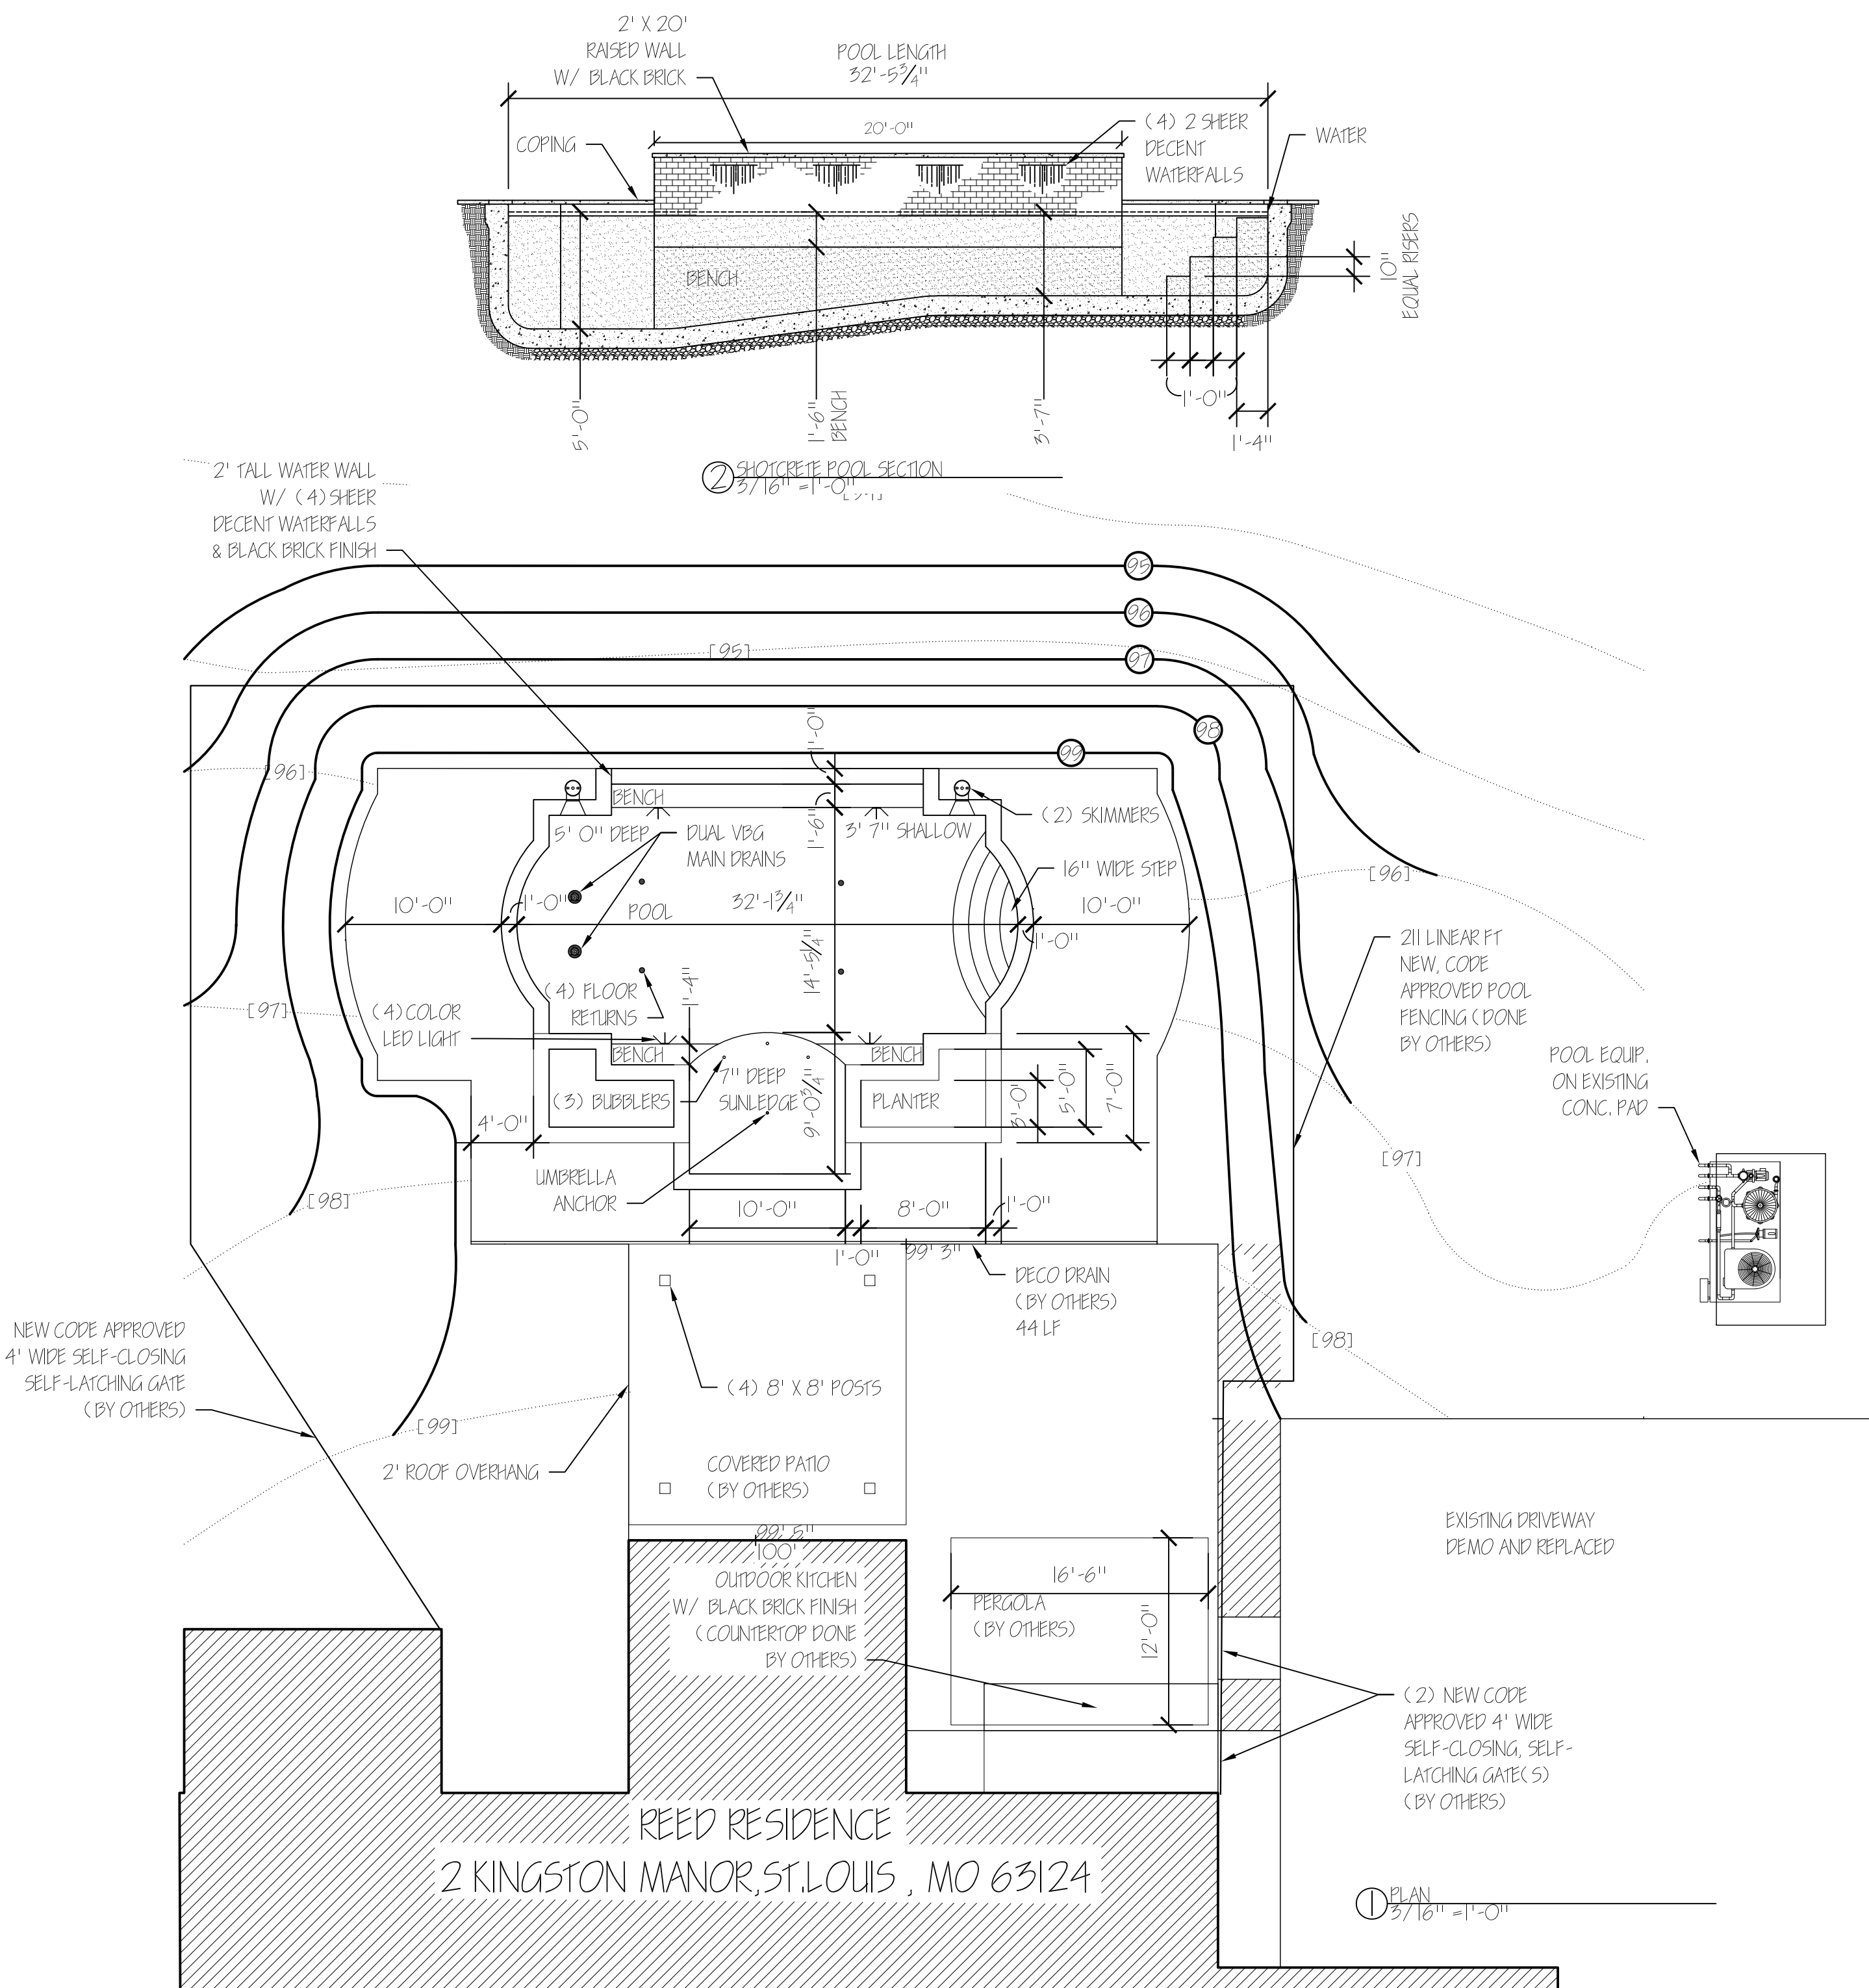 2' X 20'
RAISED WALL
W/ BLACK BRICK
POOL LENGTH
32'-5¾"
20'-0"
COPING
(4) 2 SHEER
DECENT
WATERFALLS
WATER
BENCH
10"
EQUAL RISERS
5'-0"
1'-6"
BENCH
3'-7"
1'-0"
1'-4"
2 SHOTCRETE POOL SECTION
3/16" =1'-0"
2' TALL WATER WALL
W/ (4) SHEER
DECENT WATERFALLS
& BLACK BRICK FINISH
95
96
[95]
97
98
99
1'-0"
[96]
BENCH
(2) SKIMMERS
5' 0" DEEP
DUAL VBG
MAIN DRAINS
1'-6"
3' 7" SHALLOW
16" WIDE STEP
[96]
10'-0"
1'-0"
POOL
32'-1¾"
10'-0"
1'-0"
14'-5¼"
211 LINEAR FT
NEW, CODE
APPROVED POOL
FENCING (DONE
BY OTHERS)
[97]
(4) COLOR
LED LIGHT
(4) FLOOR
RETURNS
1'-4"
BENCH
BENCH
7" DEEP
SUNLEDGE
(3) BUBBLERS
9'-0¾"
PLANTER
3'-0"
5'-0"
7'-0"
POOL EQUIP.
ON EXISTING
CONC. PAD
4'-0"
[97]
UMBRELLA
ANCHOR
[98]
10'-0"
8'-0"
1'-0"
1'-0"
99' 3"
DECO DRAIN
(BY OTHERS)
44 LF
[98]
NEW CODE APPROVED
4' WIDE SELF-CLOSING
SELF-LATCHING GATE
(BY OTHERS)
(4) 8' X 8' POSTS
[99]
2' ROOF OVERHANG
COVERED PATIO
(BY OTHERS)
99' 5"
100'
EXISTING DRIVEWAY
DEMO AND REPLACED
OUTDOOR KITCHEN
W/ BLACK BRICK FINISH
(COUNTERTOP DONE
BY OTHERS)
16'-6"
PERGOLA
(BY OTHERS)
12'-0"
(2) NEW CODE
APPROVED 4' WIDE
SELF-CLOSING, SELF-
LATCHING GATE(S)
(BY OTHERS)
REED RESIDENCE
2 KINGSTON MANOR,ST.LOUIS , MO 63124
1 PLAN
3/16" =1'-0"